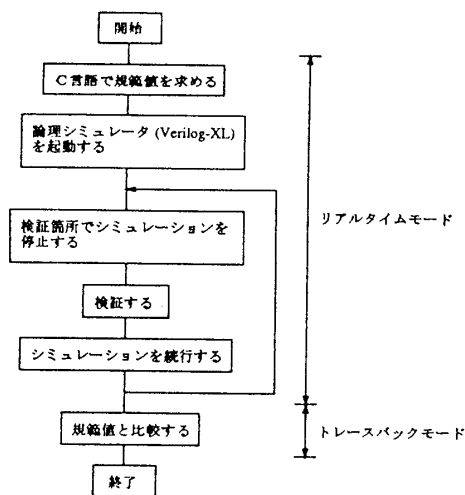 開始
C言語で規範値を求める
論理シミュレータ (Verilog-XL)
を起動する
検証箇所でシミュレーションを
停止する
検証する
シミュレーションを続行する
規範値と比較する
終了
リアルタイムモード
トレースバックモード